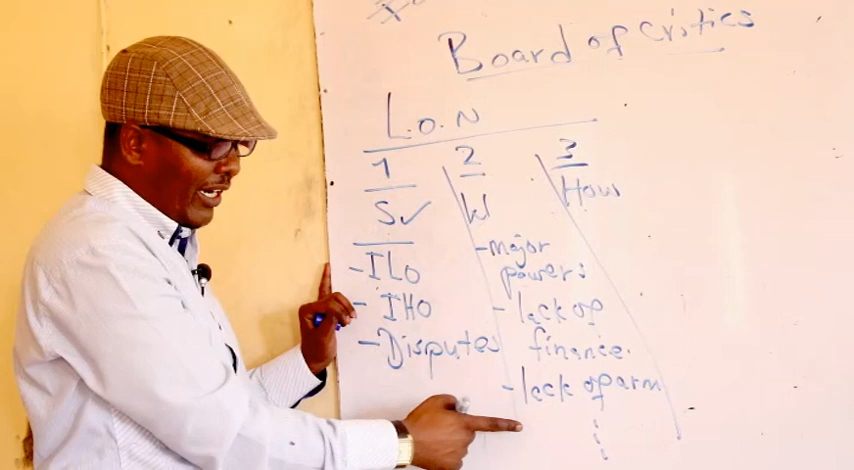 Board of critics
L.O.N
1 2 3
S✓ W How
- ILO
- IHO
- Disputes
- major
powers
- lack of
finance.
- lack of arm